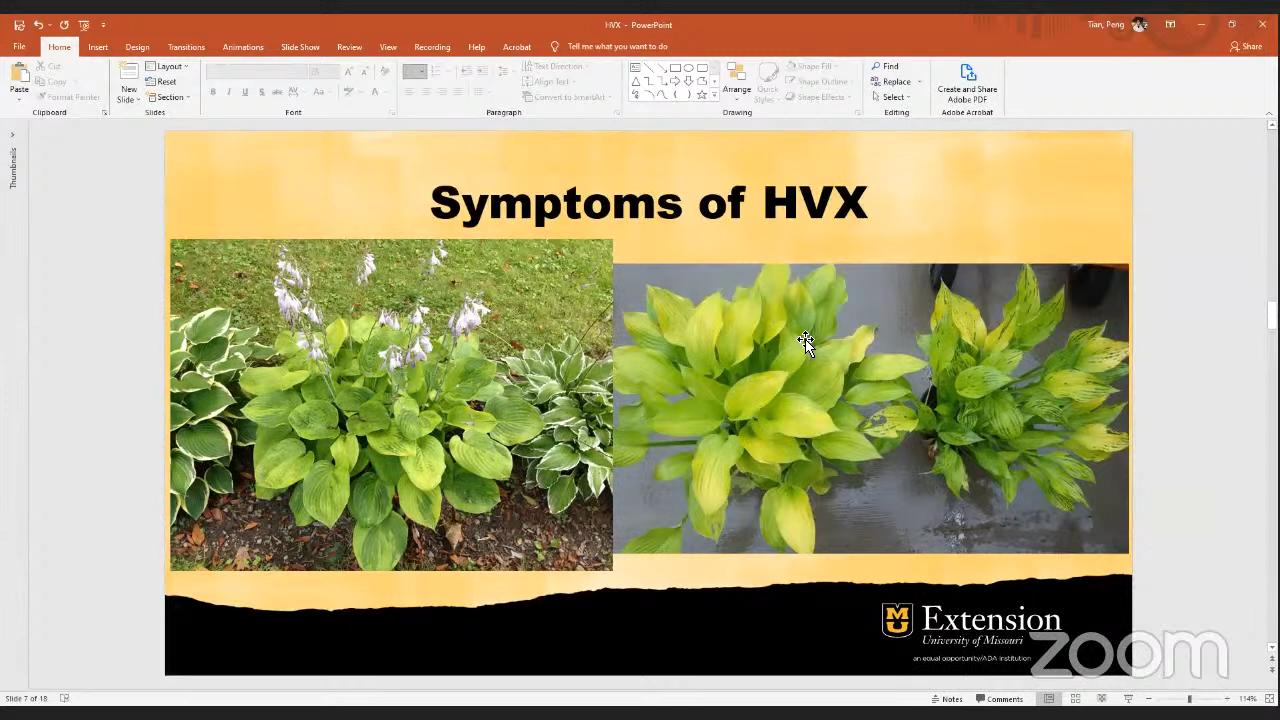 HVX - PowerPoint
Tian, Peng
File Home Insert Design Transitions Animations Slide Show Review View Recording Help Acrobat Tell me what you want to do Share
Cut
Copy
Format Painter
Paste
Clipboard
New Slide
Layout
Reset
Section
Slides
Font
Text Direction
Align Text
Convert to SmartArt
Paragraph
Arrange
Quick Styles
Shape Fill
Shape Outline
Shape Effects
Drawing
Find
Replace
Select
Editing
Create and Share
Adobe PDF
Adobe Acrobat
Thumbnails
Symptoms of HVX
MU Extension
University of Missouri
an equal opportunity/ADA institution
zoom
Slide 7 of 18
Notes Comments 114%